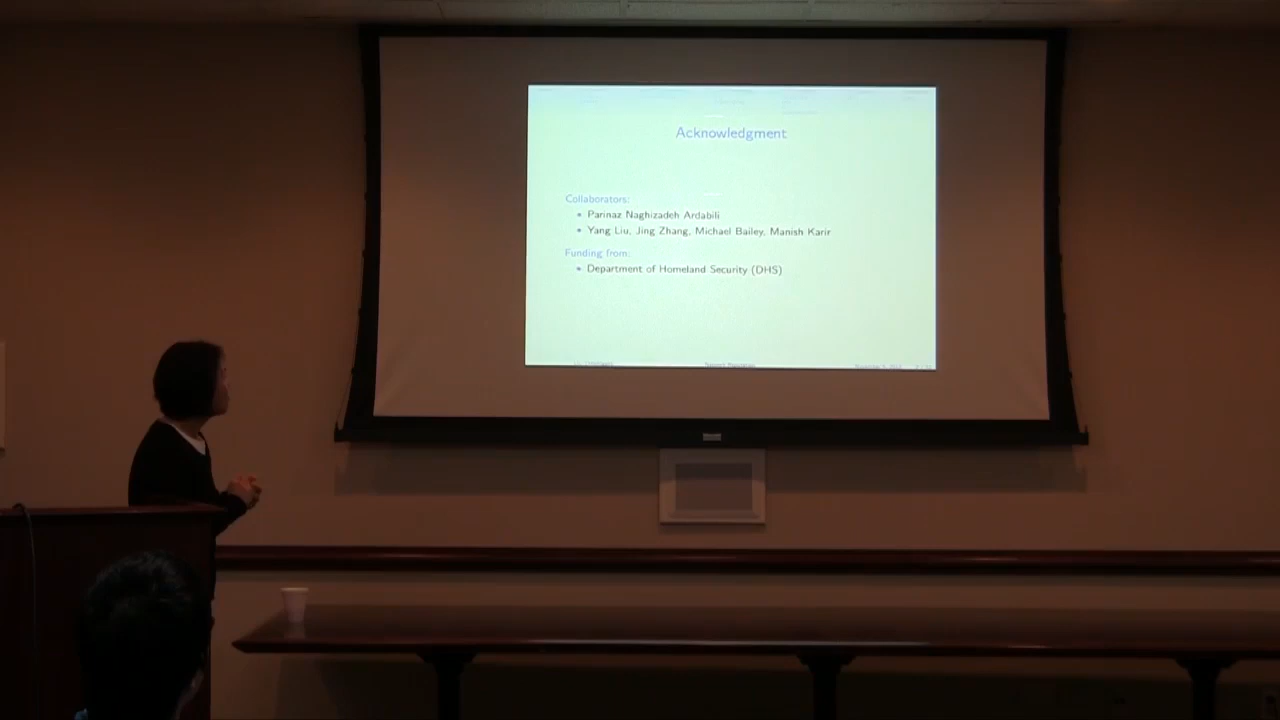 Acknowledgment
Collaborators:
Parinaz Naghizadeh Ardabili
Yang Liu, Jing Zhang, Michael Bailey, Manish Karir
Funding from:
Department of Homeland Security (DHS)